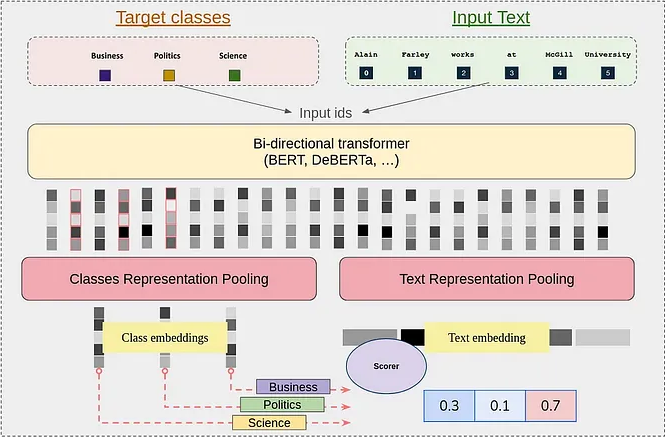 Target classes
Input Text
Business Politics Science
Alain Farley works at McGill University
0 1 2 3 4 5
Input ids
Bi-directional transformer
(BERT, DeBERTa, ...)
Classes Representation Pooling
Text Representation Pooling
Class embeddings
Text embedding
Scorer
Business
Politics
Science
0.3 0.1 0.7